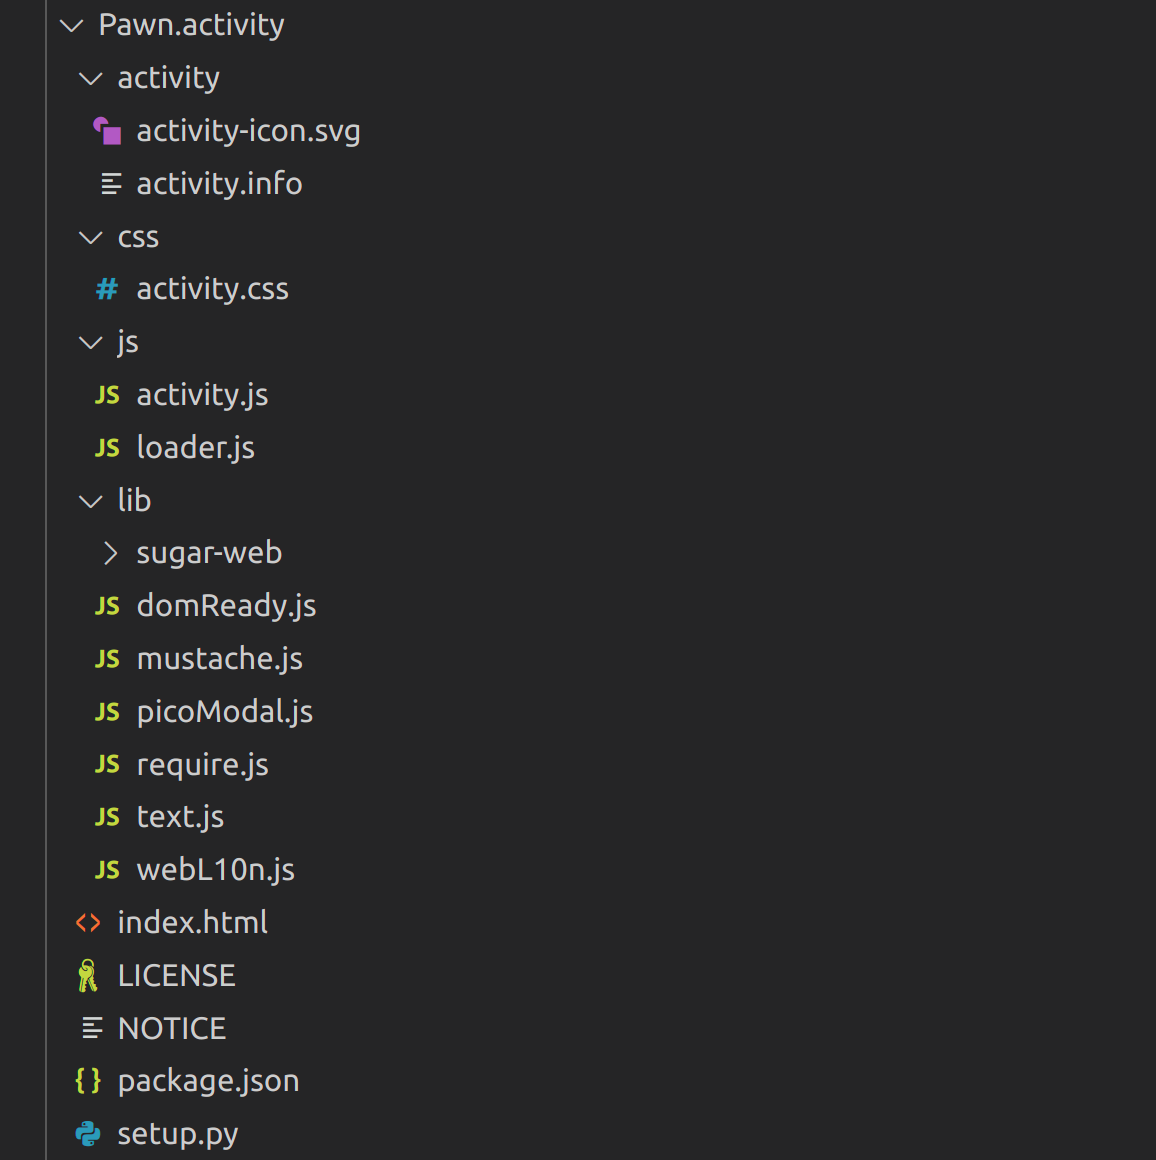 Pawn.activity
activity
activity-icon.svg
activity.info
css
# activity.css
js
JS activity.js
JS loader.js
lib
sugar-web
JS domReady.js
JS mustache.js
JS picoModal.js
JS require.js
JS text.js
JS webL10n.js
<> index.html
LICENSE
NOTICE
{} package.json
setup.py